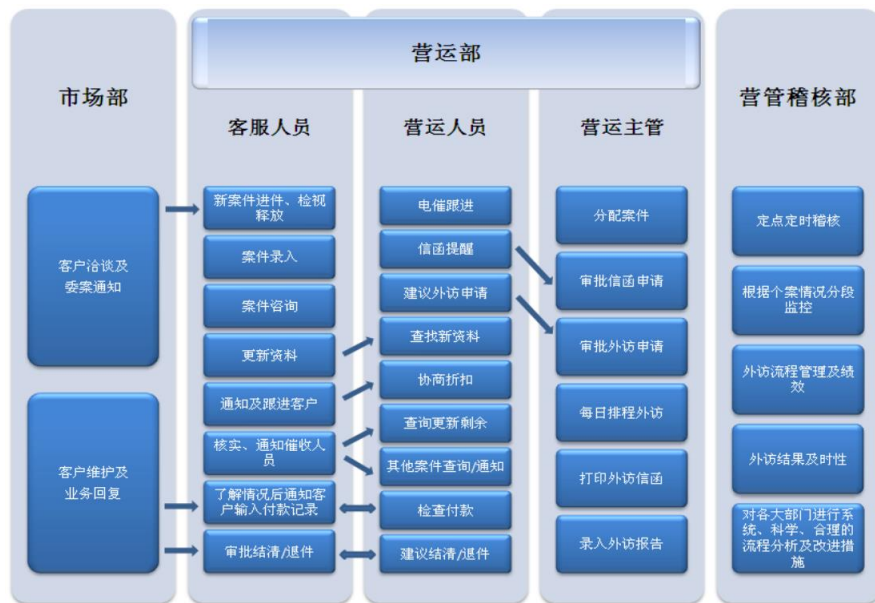 营运部
市场部
客户洽谈及
委案通知
客户维护及
业务回复
客服人员
新案件进件、检视
释放
案件录入
案件咨询
更新资料
通知及跟进客户
核实、通知催收人
员
了解情况后通知客
户输入付款记录
审批结清/退件
营运人员
电催跟进
信函提醒
建议外访申请
查找新资料
协商折扣
查询更新剩余
其他案件查询/通知
检查付款
建议结清/退件
营运主管
分配案件
审批信函申请
审批外访申请
每日排程外访
打印外访信函
录入外访报告
营管稽核部
定点定时稽核
根据个案情况分段
监控
外访流程管理及绩
效
外访结果及时性
对各大部门进行系
统、科学、合理的
流程分析及改进措
施